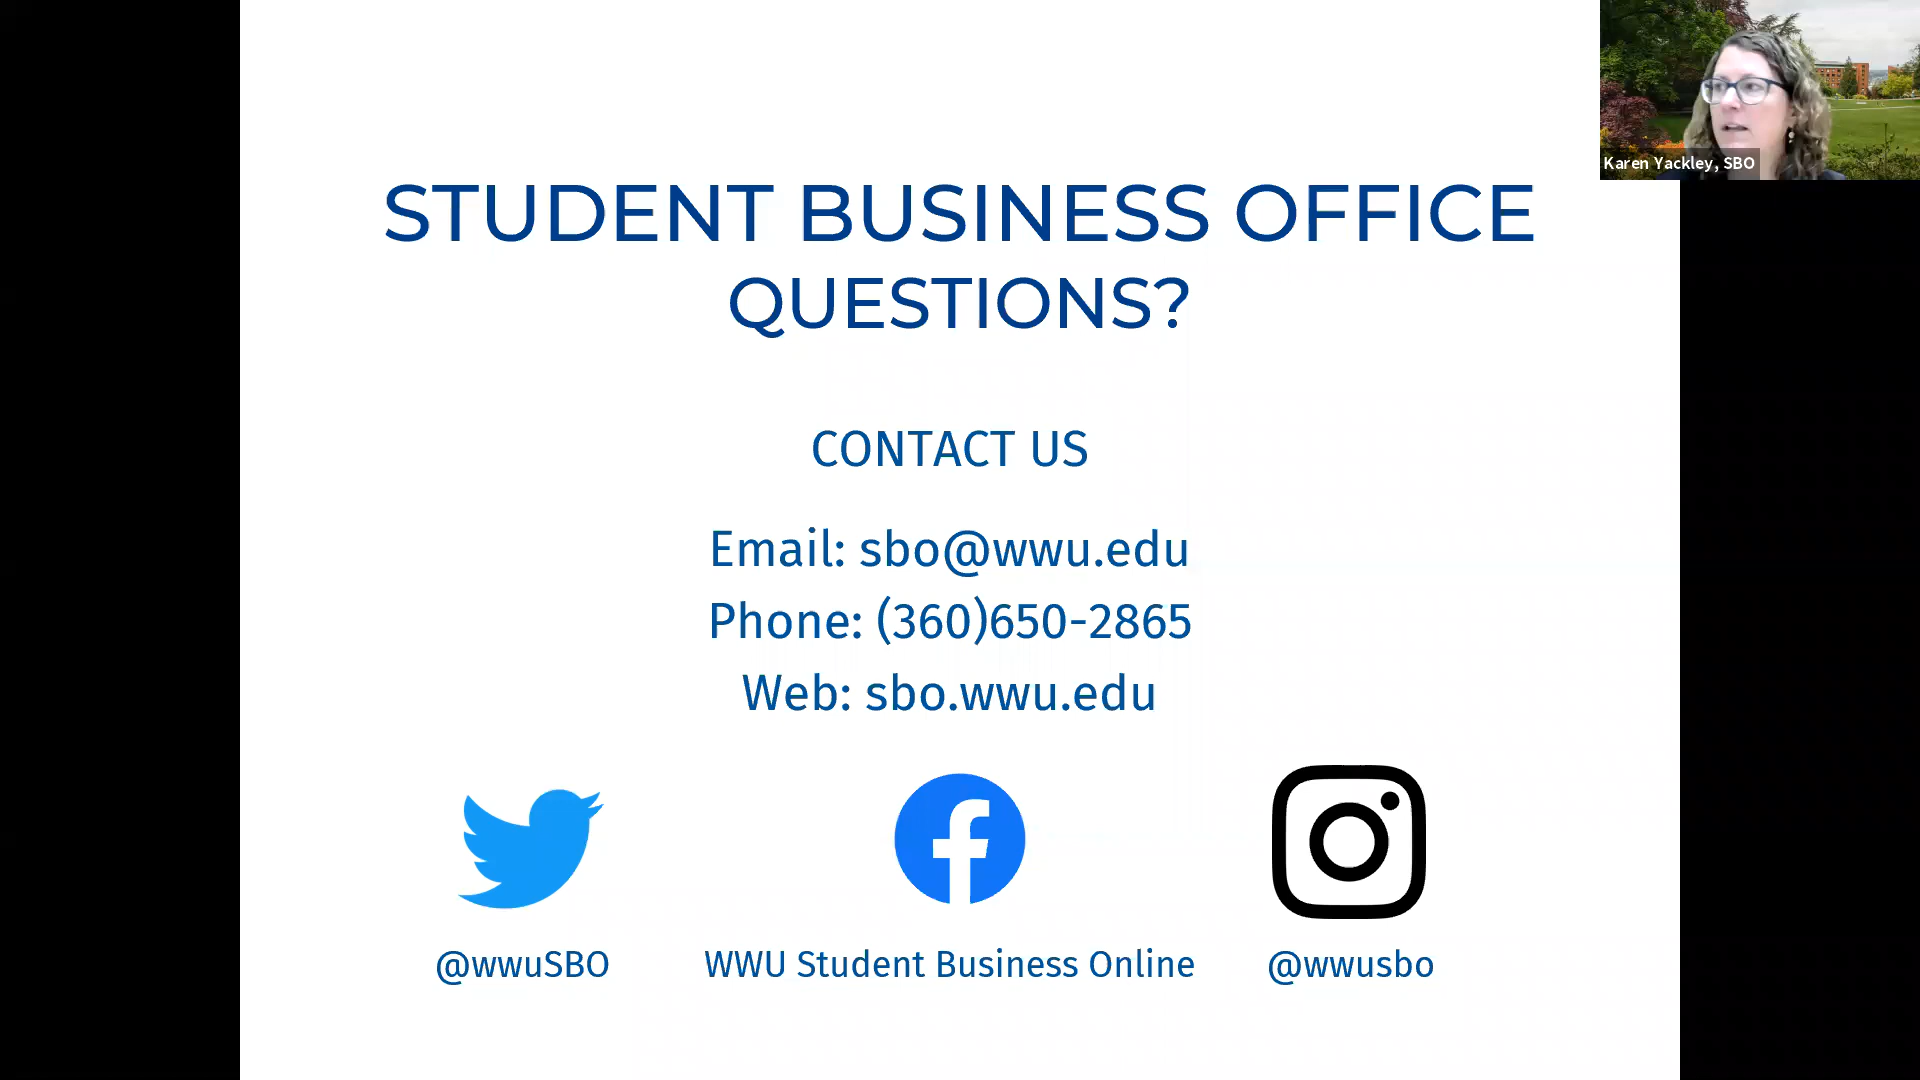 Karen Yackley, SBO
STUDENT BUSINESS OFFICE
QUESTIONS?
CONTACT US
Email: sbo@wwu.edu
Phone: (360)650-2865
Web: sbo.wwu.edu
@wwuSBO
WWU Student Business Online
@wwusbo